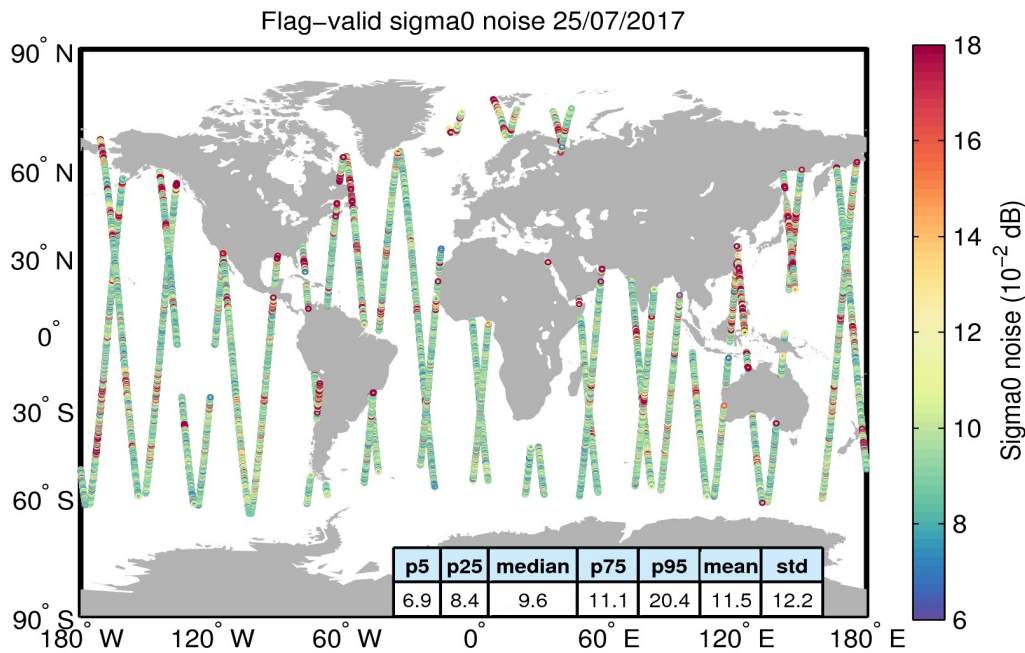 Flag−valid sigma0 noise 25/07/2017
90° N
60° N
30° N
0°
30° S
60° S
90° S
180° W
120° W
60° W
0°
60° E
120° E
180° E
p5 p25 median p75 p95 mean std
6.9 8.4 9.6 11.1 20.4 11.5 12.2
18
16
14
12
10
8
6
Sigma0 noise (10⁻² dB)